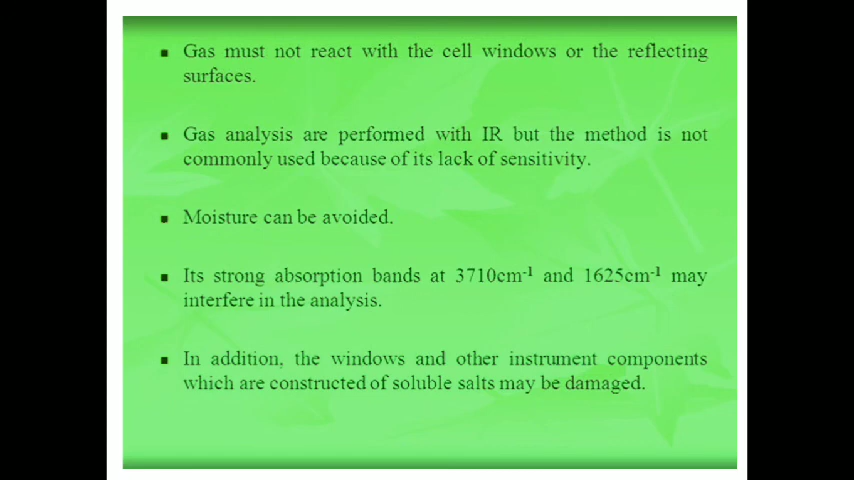 ▪ Gas must not react with the cell windows or the reflecting
surfaces.
▪ Gas analysis are performed with IR but the method is not
commonly used because of its lack of sensitivity.
▪ Moisture can be avoided.
▪ Its strong absorption bands at 3710cm⁻¹ and 1625cm⁻¹ may
interfere in the analysis.
▪ In addition, the windows and other instrument components
which are constructed of soluble salts may be damaged.